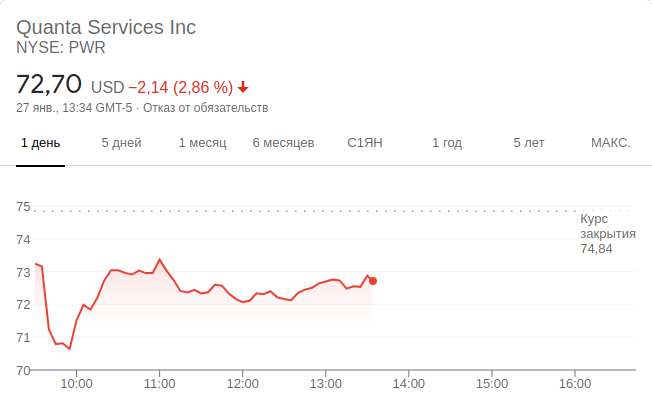 Quanta Services Inc
NYSE: PWR
72,70 USD −2,14 (2,86 %)
27 янв., 13:34 GMT-5 · Отказ от обязательств
1 день 5 дней 1 месяц 6 месяцев С1ЯН 1 год 5 лет МАКС.
75
Курс
закрытия
74,84
74
73
72
71
70
10:00 11:00 12:00 13:00 14:00 15:00 16:00